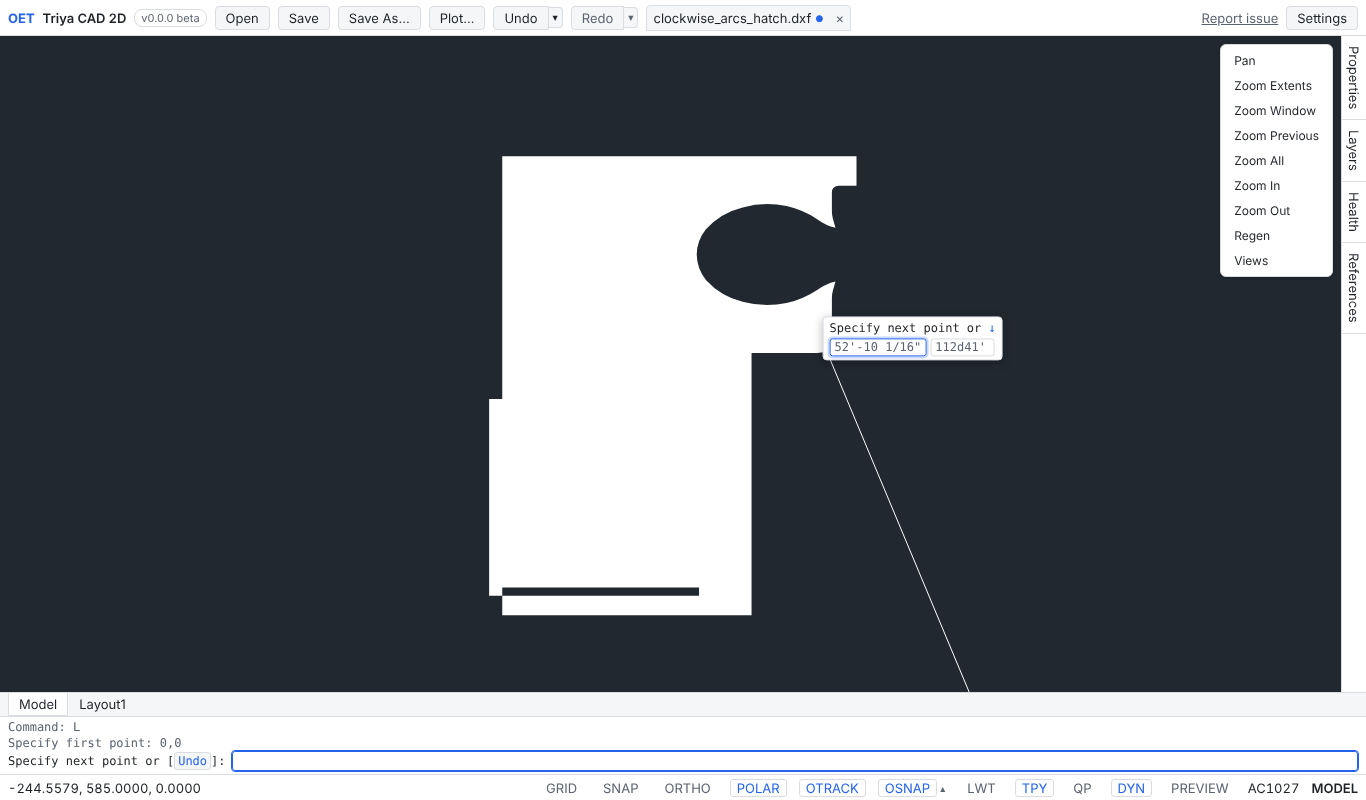 OET Triya CAD 2D v0.0.0 beta Open Save Save As... Plot... Undo ▾ Redo ▾ clockwise_arcs_hatch.dxf × Report issue Settings
Pan
Zoom Extents
Zoom Window
Zoom Previous
Zoom All
Zoom In
Zoom Out
Regen
Views
Properties
Layers
Health
References
Specify next point or ↓
52'-10 1/16" 112d41'
Model Layout1
Command: L
Specify first point: 0,0
Specify next point or [Undo]:
-244.5579, 585.0000, 0.0000 GRID SNAP ORTHO POLAR OTRACK OSNAP ▴ LWT TPY QP DYN PREVIEW AC1027 MODEL